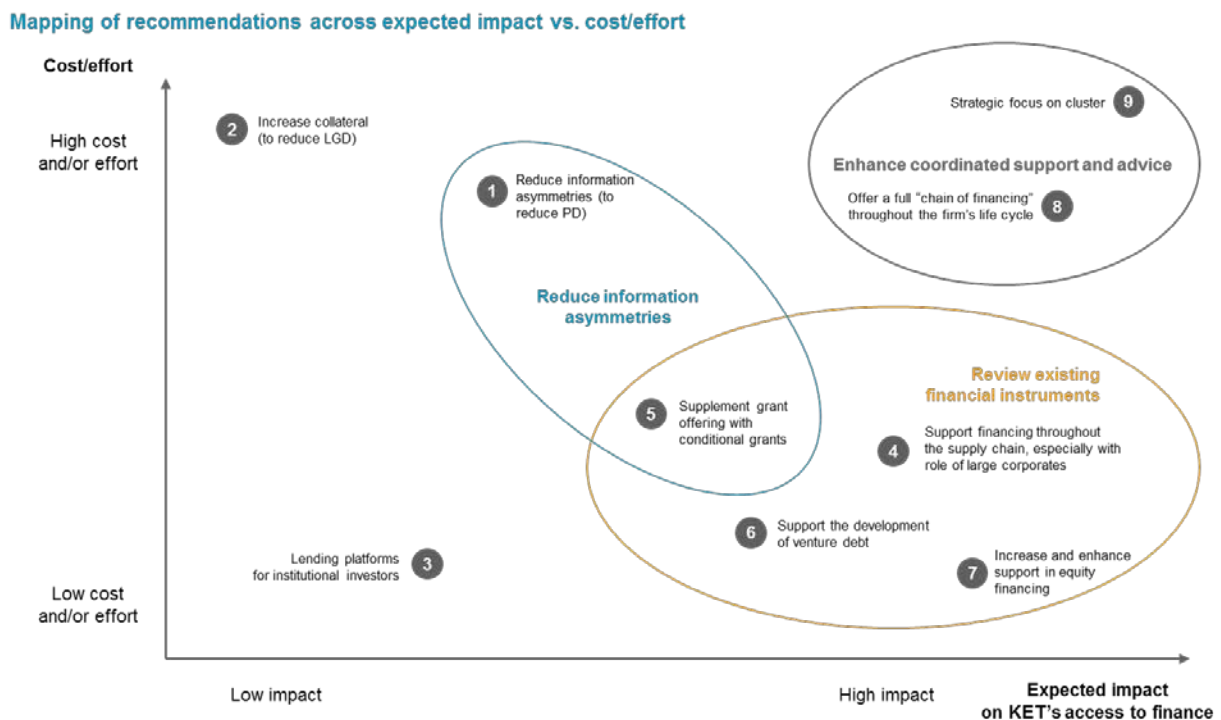 Mapping of recommendations across expected impact vs. cost/effort
Cost/effort
High cost
and/or effort
2
Increase collateral
(to reduce LGD)
1
Reduce information
asymmetries (to
reduce PD)
Strategic focus on cluster
9
Enhance coordinated support and advice
Offer a full "chain of financing"
throughout the firm's life cycle
8
Reduce information
asymmetries
Review existing
financial instruments
5
Supplement grant
offering with
conditional grants
4
Support financing throughout
the supply chain, especially with
role of large corporates
6
Support the development
of venture debt
Lending platforms
for institutional investors
3
7
Increase and enhance
support in equity
financing
Low cost
and/or effort
Low impact
High impact
Expected impact
on KET's access to finance